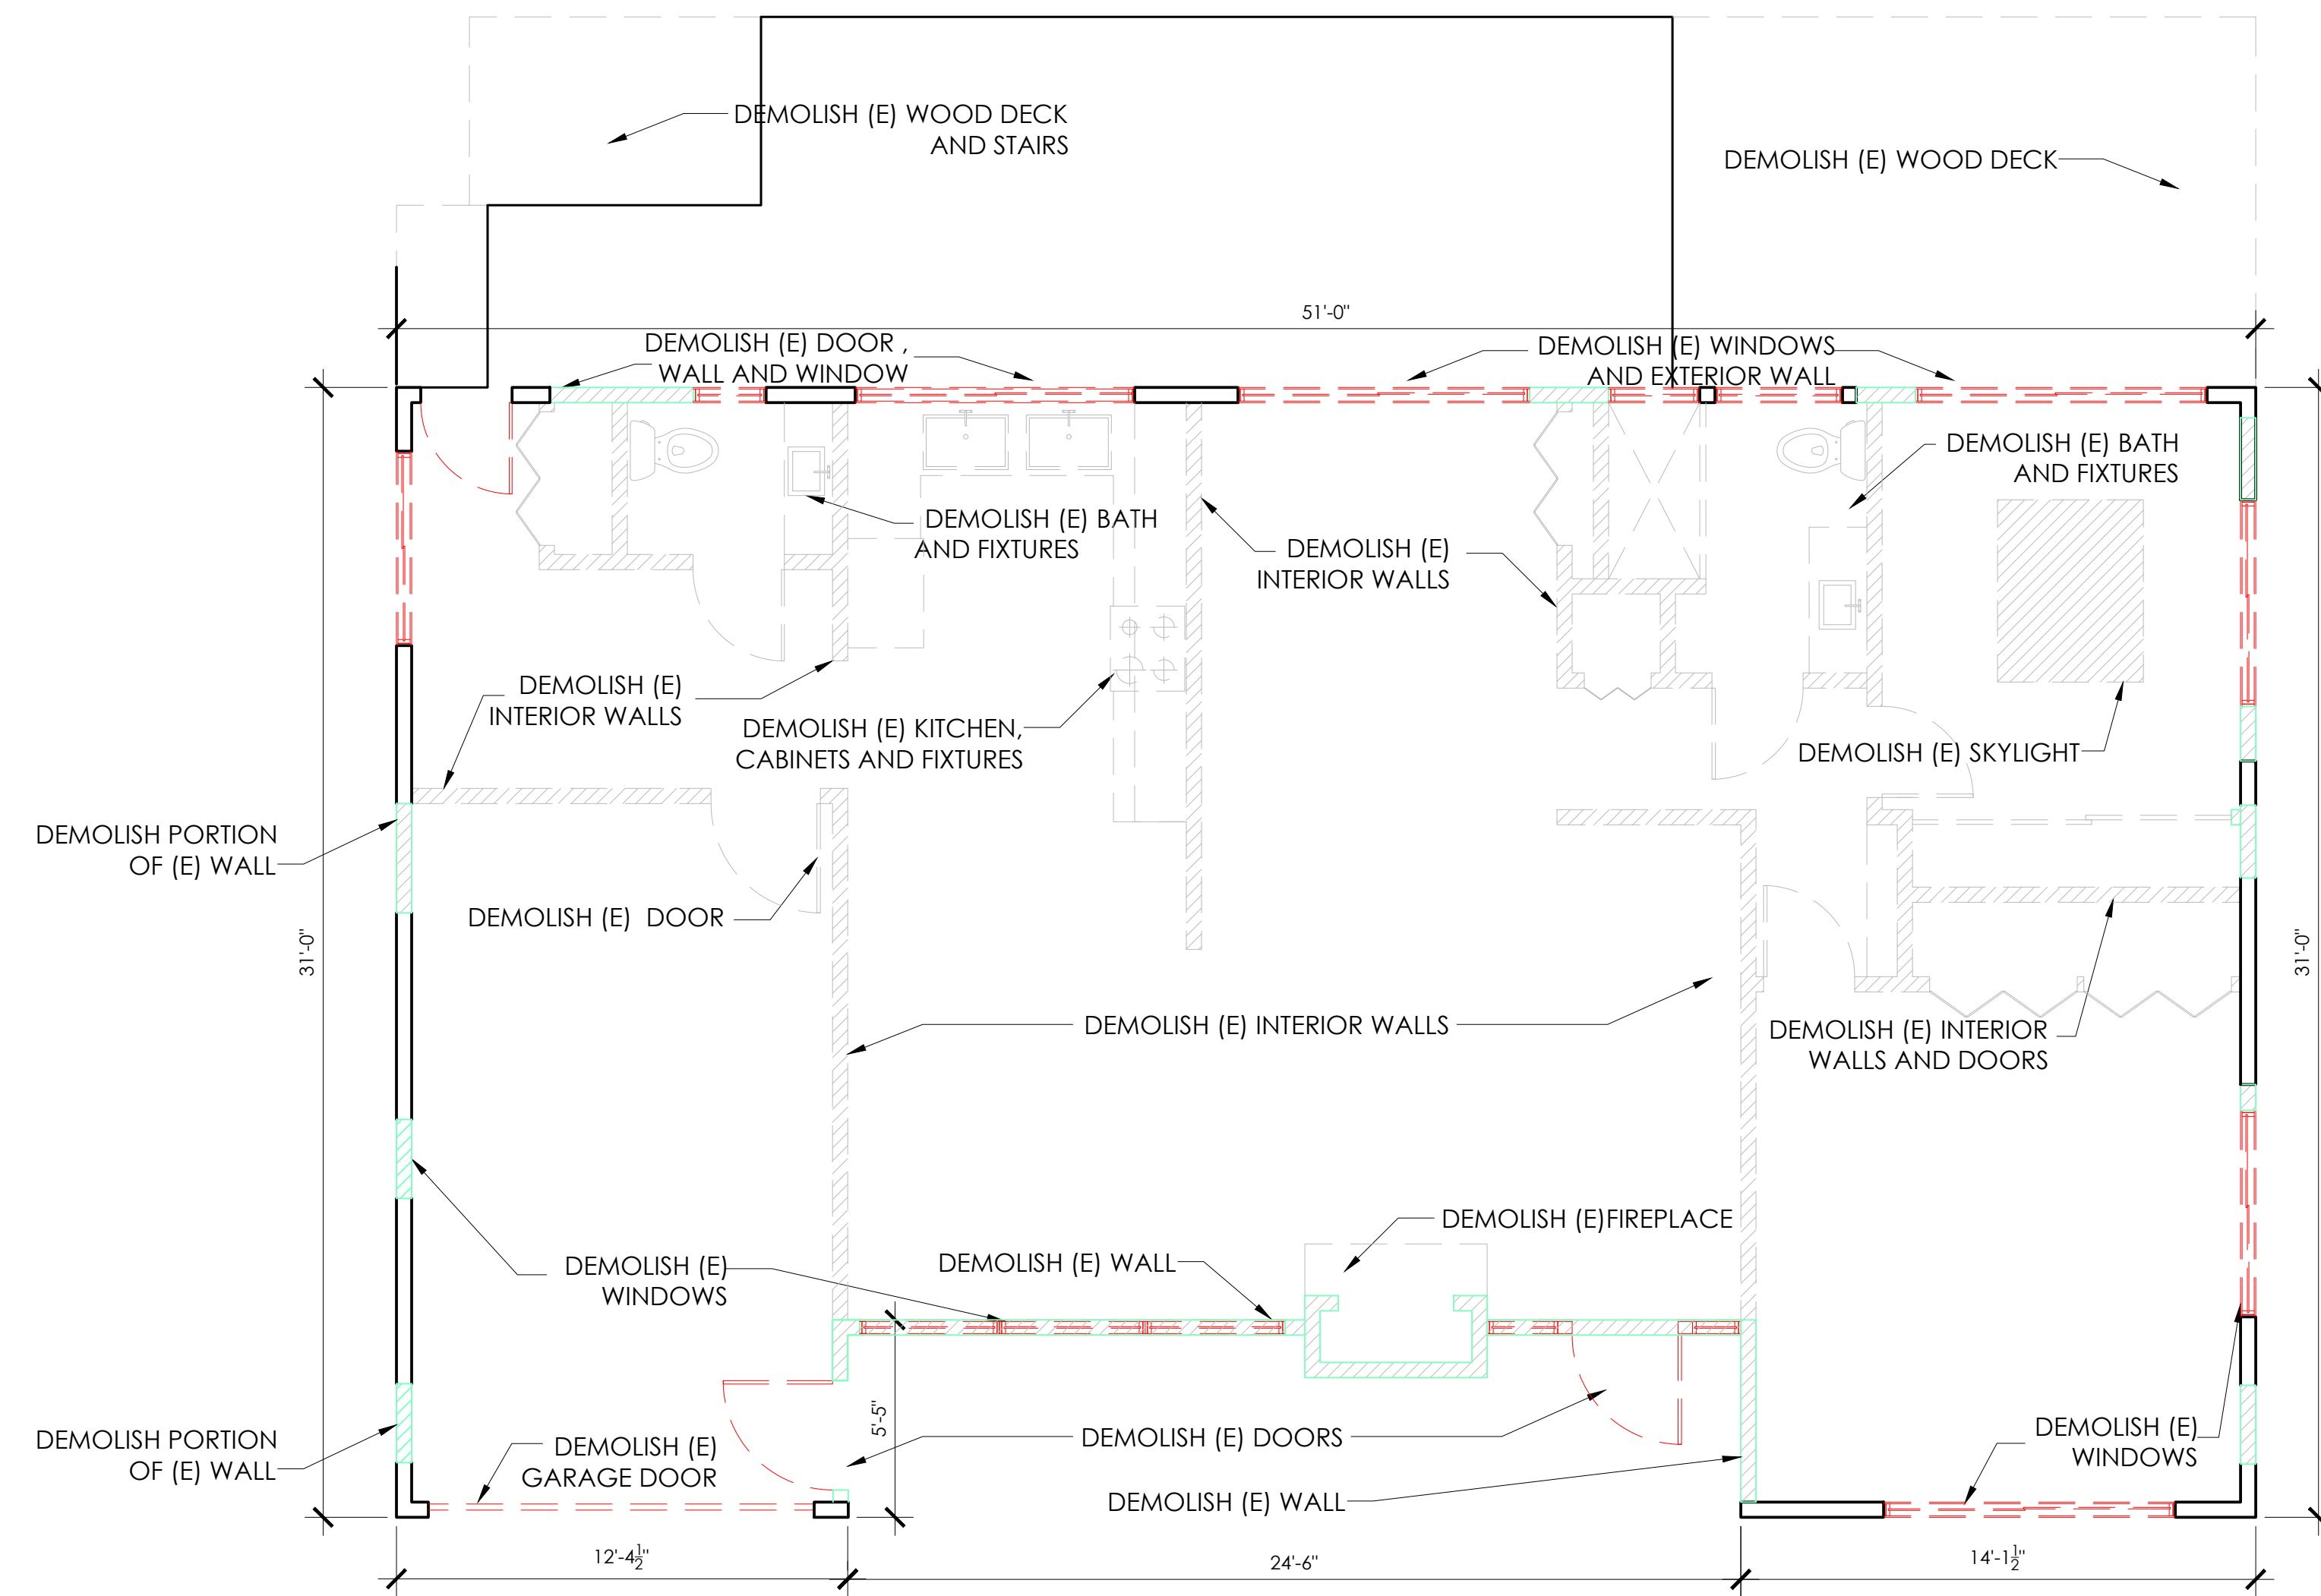 DEMOLISH (E) WOOD DECK
AND STAIRS
DEMOLISH (E) WOOD DECK
51'-0"
DEMOLISH (E) DOOR ,
WALL AND WINDOW
DEMOLISH (E) WINDOWS
AND EXTERIOR WALL
DEMOLISH (E) BATH
AND FIXTURES
DEMOLISH (E) BATH
AND FIXTURES
DEMOLISH (E)
INTERIOR WALLS
DEMOLISH (E)
INTERIOR WALLS
DEMOLISH (E) KITCHEN,
CABINETS AND FIXTURES
DEMOLISH (E) SKYLIGHT
DEMOLISH PORTION
OF (E) WALL
DEMOLISH (E)  DOOR
31'-0"
31'-0"
DEMOLISH (E) INTERIOR WALLS
DEMOLISH (E) INTERIOR
WALLS AND DOORS
DEMOLISH (E)FIREPLACE
DEMOLISH (E) WALL
DEMOLISH (E)
WINDOWS
5'-5"
DEMOLISH PORTION
OF (E) WALL
DEMOLISH (E)
GARAGE DOOR
DEMOLISH (E) DOORS
DEMOLISH (E)
WINDOWS
DEMOLISH (E) WALL
12'-4½"
24'-6"
14'-1½"